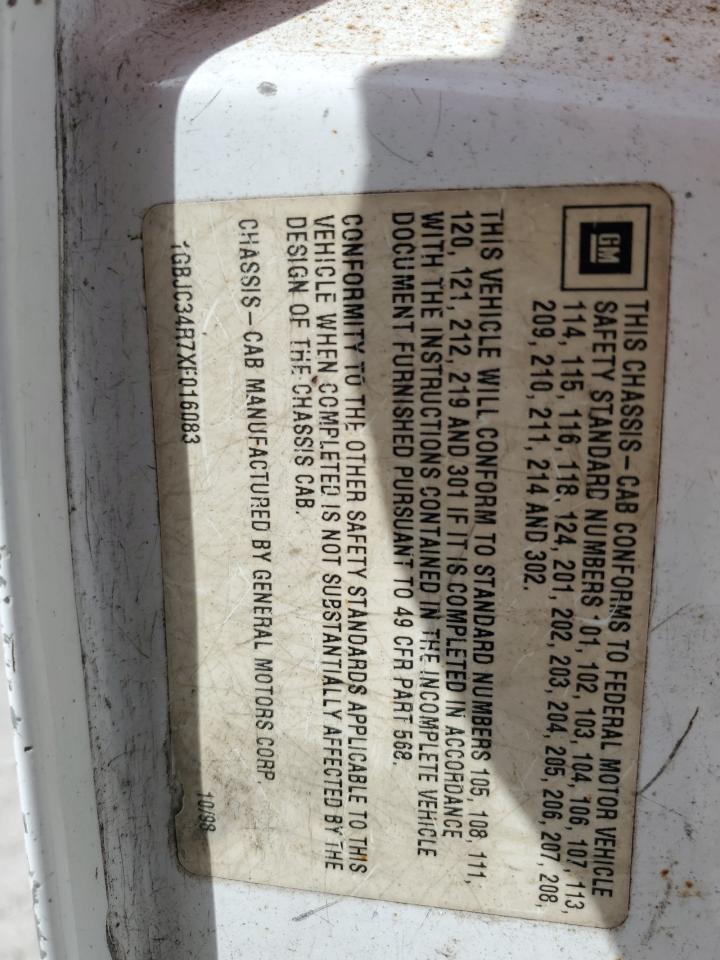 GM
THIS CHASSIS-CAB CONFORMS TO FEDERAL MOTOR VEHICLE
SAFETY STANDARD NUMBERS 101, 102, 103, 104, 106, 107, 113,
114, 115, 116, 118, 124, 201, 202, 203, 204, 205, 206, 207, 208,
209, 210, 211, 214 AND 302.
THIS VEHICLE WILL CONFORM TO STANDARD NUMBERS 105, 108, 111,
120, 121, 212, 219 AND 301 IF IT IS COMPLETED IN ACCORDANCE
WITH THE INSTRUCTIONS CONTAINED IN THE INCOMPLETE VEHICLE
DOCUMENT FURNISHED PURSUANT TO 49 CFR PART 568.
CONFORMITY TO THE OTHER SAFETY STANDARDS APPLICABLE TO THIS
VEHICLE WHEN COMPLETED IS NOT SUBSTANTIALLY AFFECTED BY THE
DESIGN OF THE CHASSIS CAB.
CHASSIS-CAB MANUFACTURED BY GENERAL MOTORS CORP.
1GBJC34R7XF016083 10/98